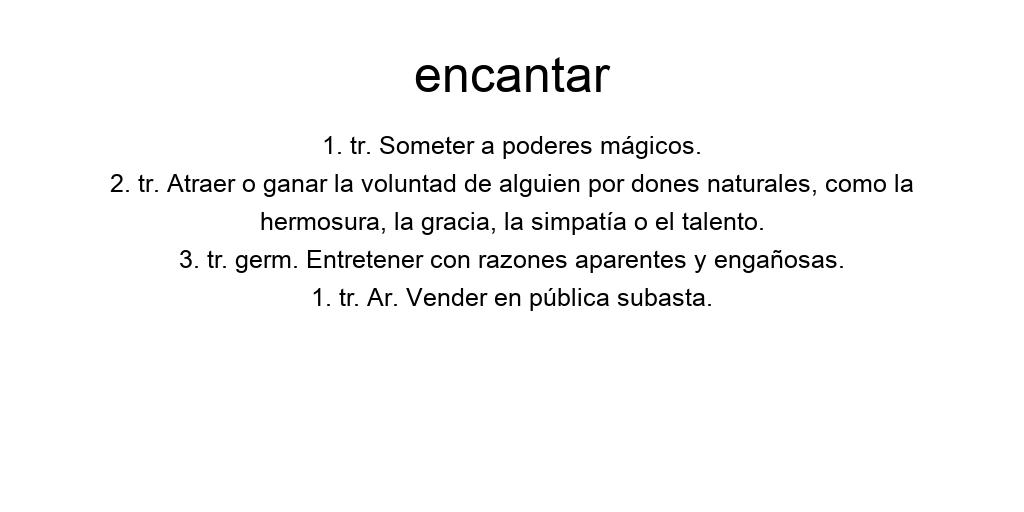 encantar
1. tr. Someter a poderes mágicos.
2. tr. Atraer o ganar la voluntad de alguien por dones naturales, como la
hermosura, la gracia, la simpatía o el talento.
3. tr. germ. Entretener con razones aparentes y engañosas.
1. tr. Ar. Vender en pública subasta.